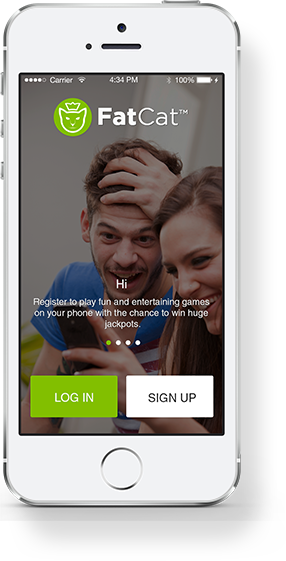 Carrier 4:34 PM 100%
FatCat™
Hi
Register to play fun and entertaining games
on your phone with the chance to win huge
jackpots.
LOG IN SIGN UP